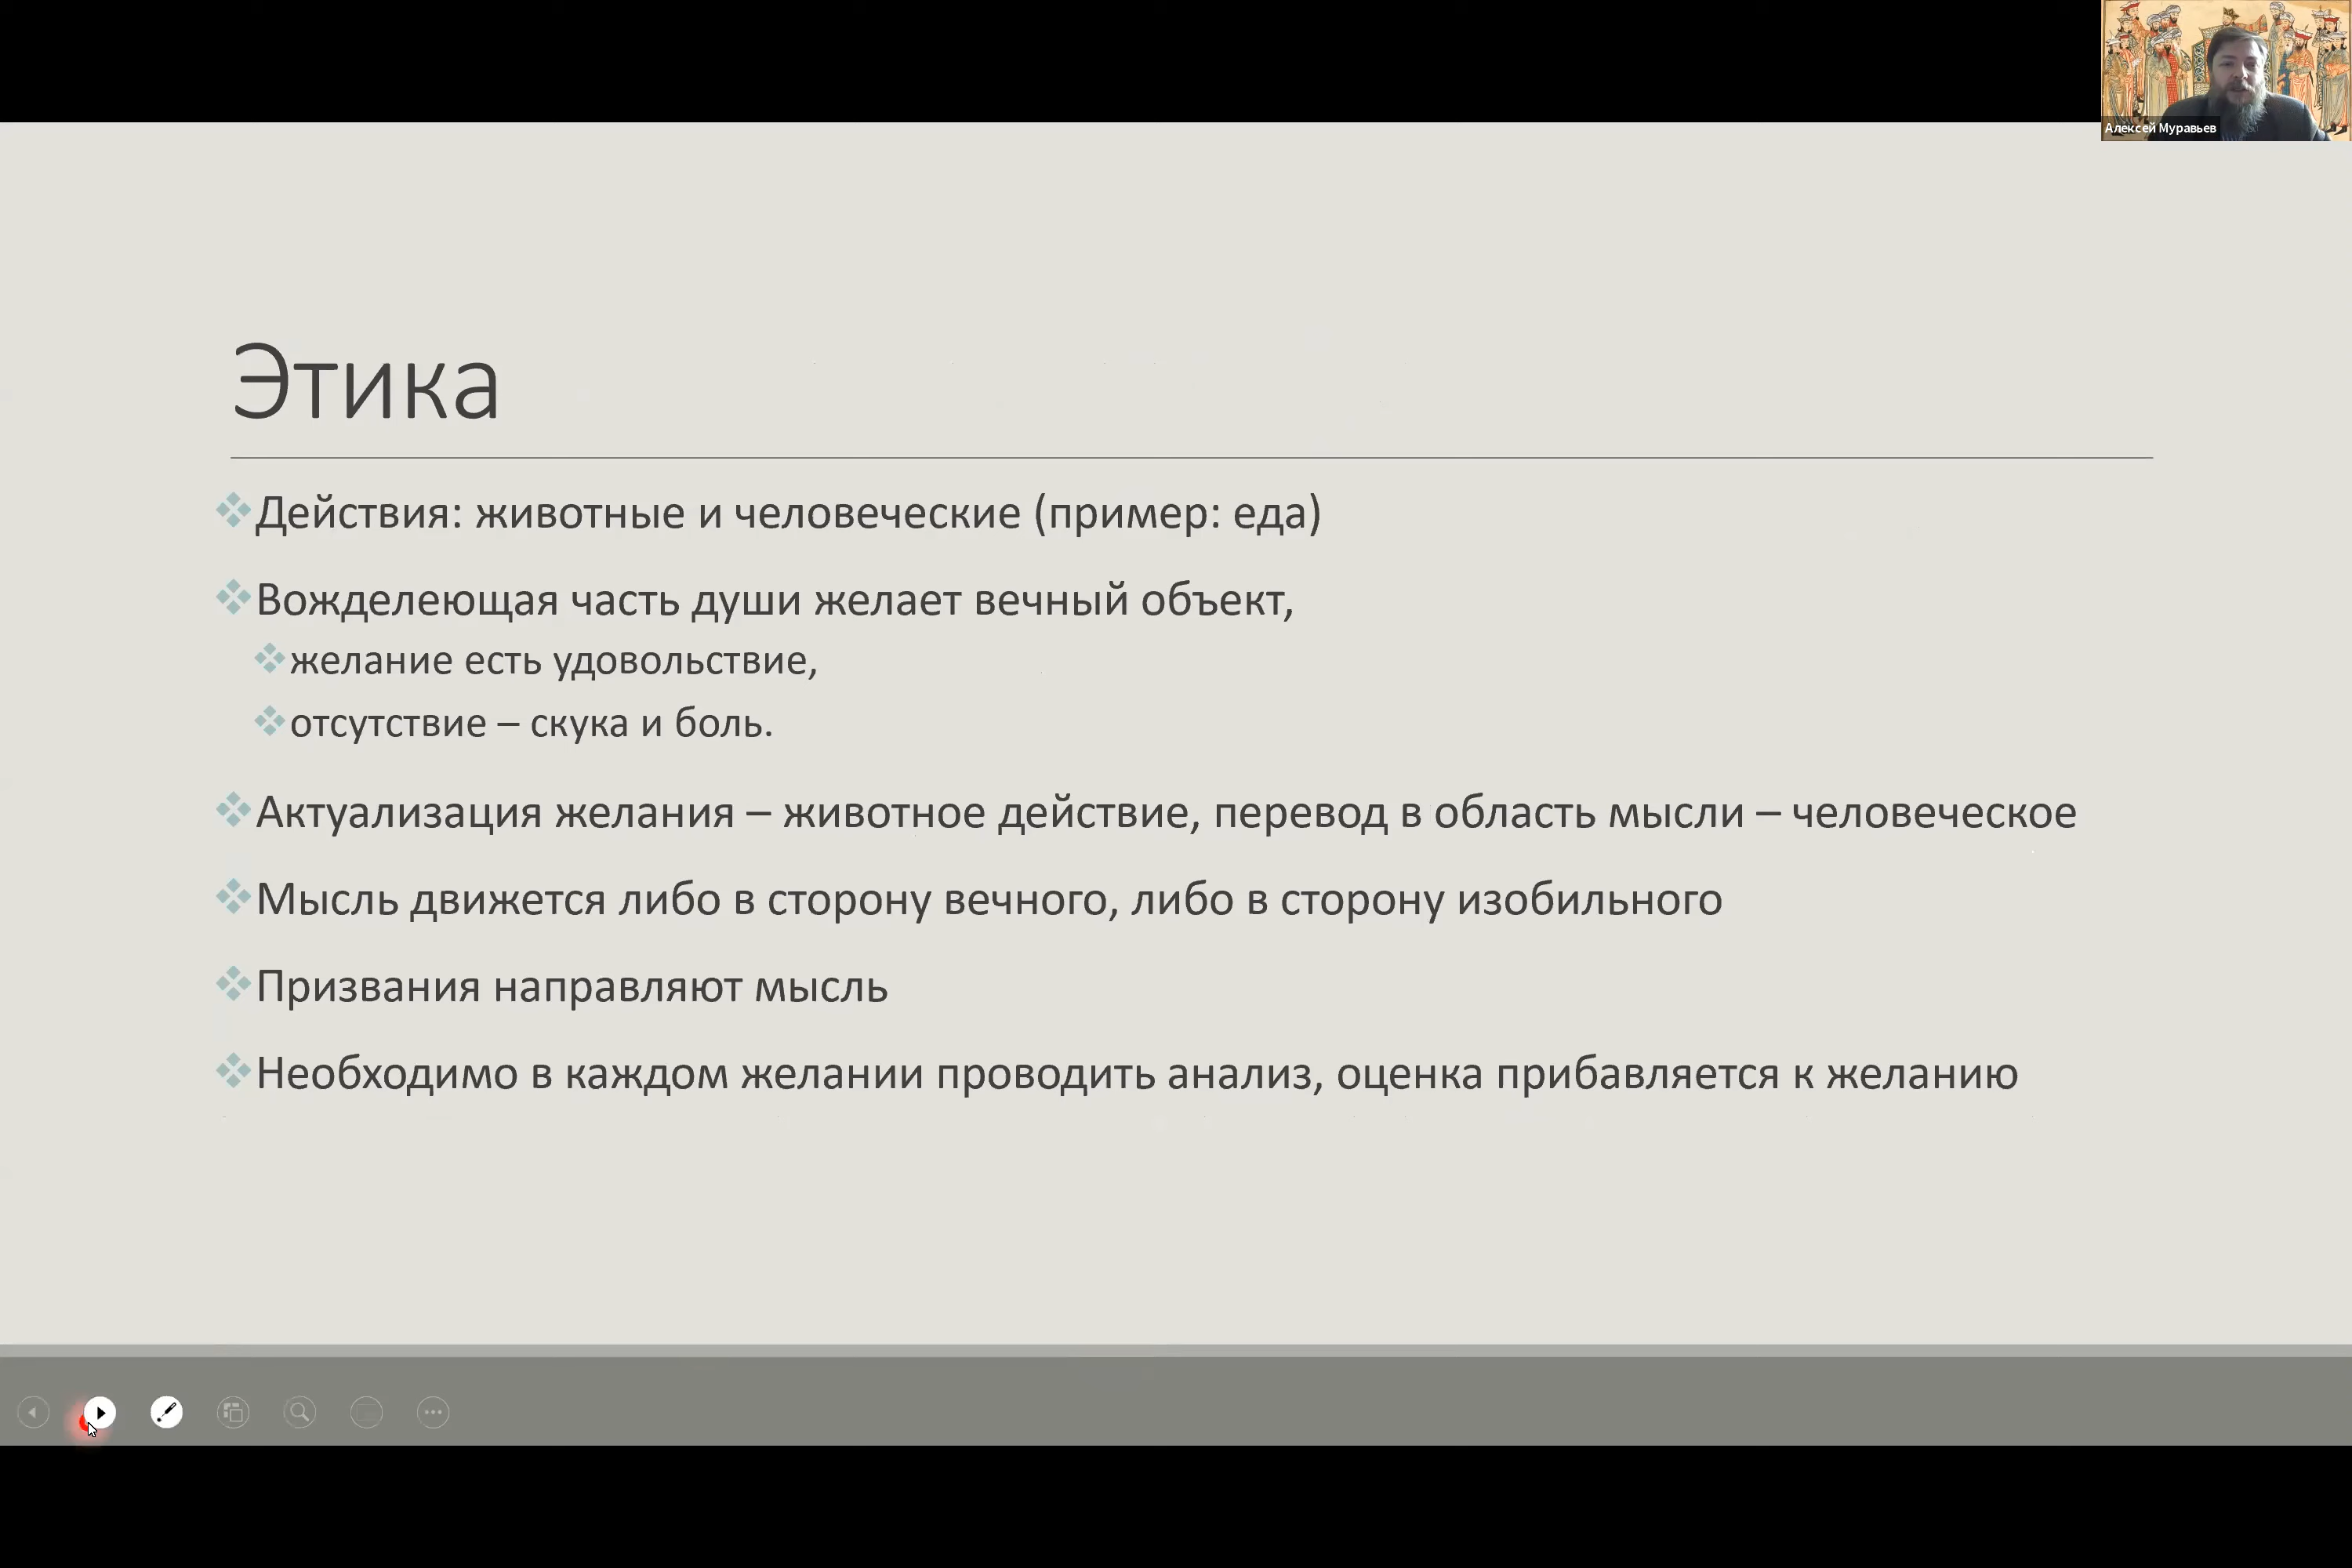 Алексей Муравьев
Этика
Действия: животные и человеческие (пример: еда)
Вожделеющая часть души желает вечный объект,
желание есть удовольствие,
отсутствие – скука и боль.
Актуализация желания – животное действие, перевод в область мысли – человеческое
Мысль движется либо в сторону вечного, либо в сторону изобильного
Призвания направляют мысль
Необходимо в каждом желании проводить анализ, оценка прибавляется к желанию